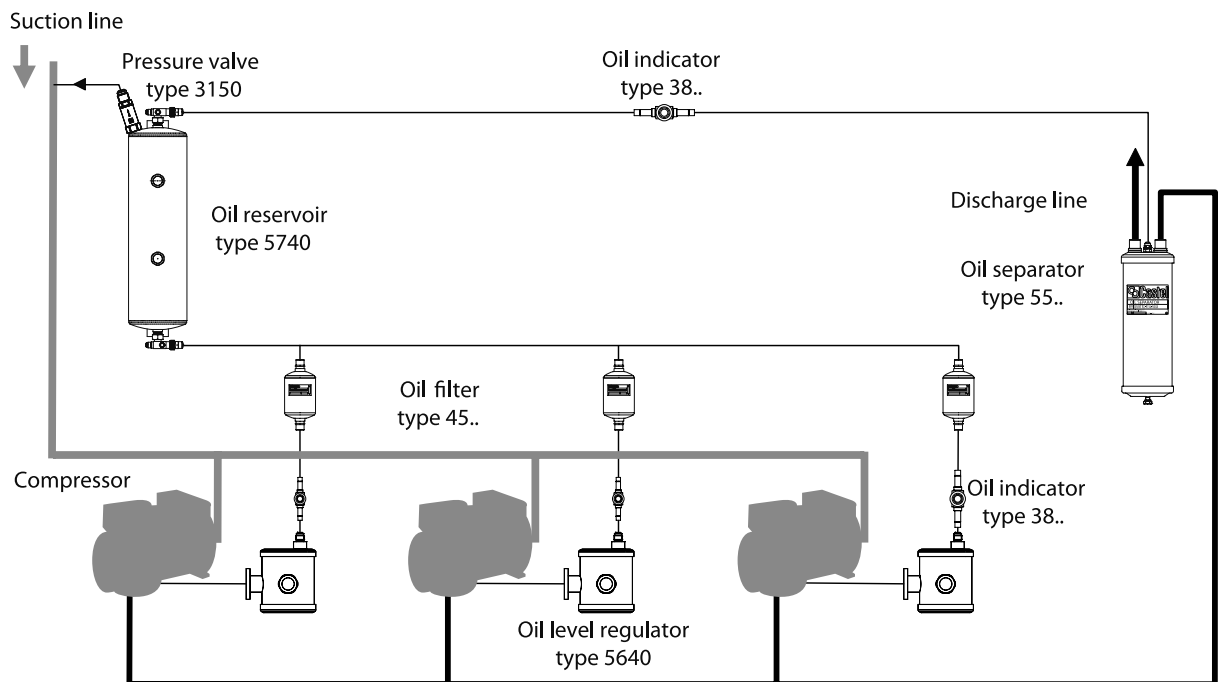 Suction line
Pressure valve
type 3150
Oil indicator
type 38..
Oil reservoir
type 5740
Discharge line
Oil separator
type 55..
Castel
Oil filter
type 45..
Compressor
Oil indicator
type 38..
Oil level regulator
type 5640